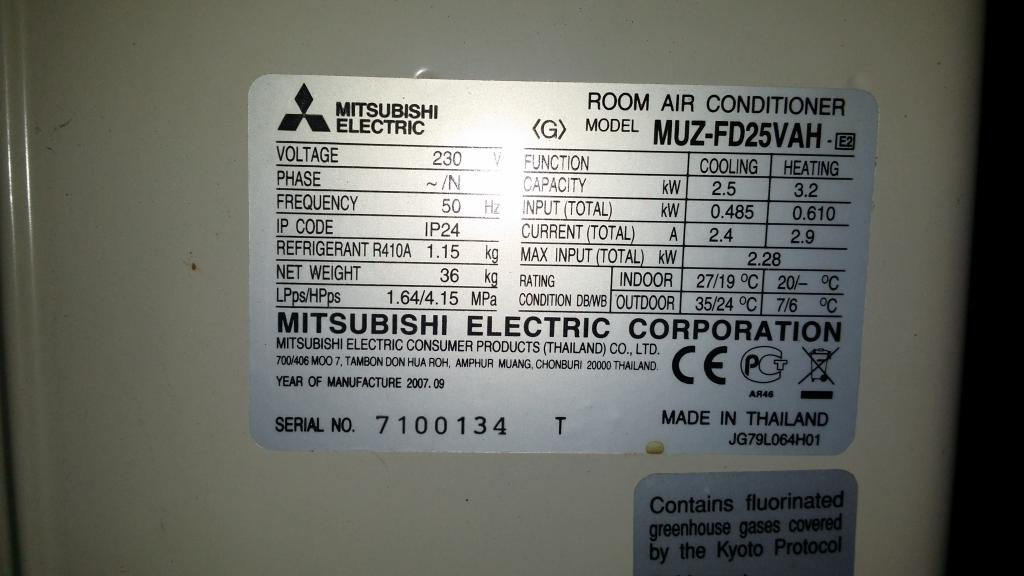 MITSUBISHI
ELECTRIC
ROOM AIR CONDITIONER
<G> MODEL MUZ-FD25VAH - E2
VOLTAGE 230 V
PHASE ~/N
FREQUENCY 50 Hz
IP CODE IP24
REFRIGERANT R410A 1.15 kg
NET WEIGHT 36 kg
LPps/HPps 1.64/4.15 MPa
FUNCTION COOLING HEATING
CAPACITY kW 2.5 3.2
INPUT (TOTAL) kW 0.485 0.610
CURRENT (TOTAL) A 2.4 2.9
MAX INPUT (TOTAL) kW 2.28
RATING INDOOR 27/19 °C 20/– °C
CONDITION DB/WB OUTDOOR 35/24 °C 7/6 °C
MITSUBISHI ELECTRIC CORPORATION
MITSUBISHI ELECTRIC CONSUMER PRODUCTS (THAILAND) CO., LTD.
700/406 MOO 7, TAMBON DON HUA ROH, AMPHUR MUANG, CHONBURI 20000 THAILAND.
CE
РСТ
AЯ46
YEAR OF MANUFACTURE 2007. 09
SERIAL NO. 7100134 T
MADE IN THAILAND
JG79L064H01
Contains fluorinated
greenhouse gases covered
by the Kyoto Protocol